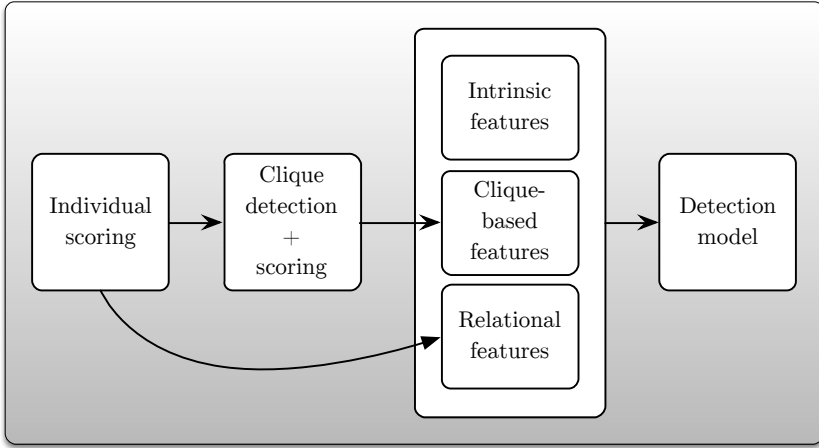 Individual
scoring
Clique
detection
+
scoring
Intrinsic
features
Clique-
based
features
Relational
features
Detection
model